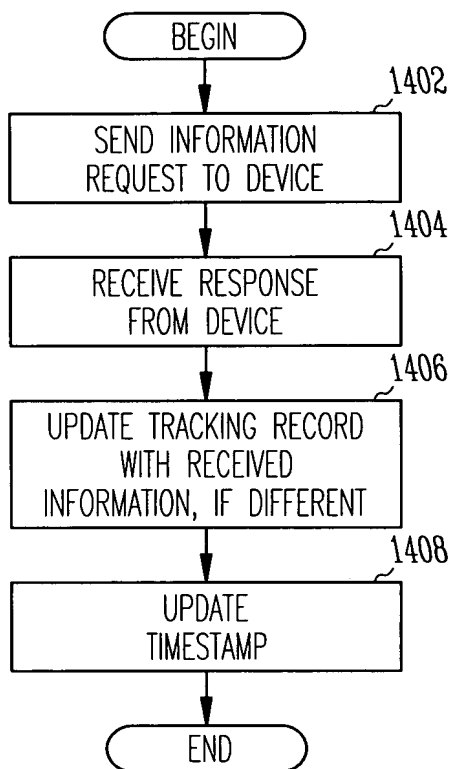 BEGIN
1402
SEND INFORMATION
REQUEST TO DEVICE
1404
RECEIVE RESPONSE
FROM DEVICE
1406
UPDATE TRACKING RECORD
WITH RECEIVED
INFORMATION, IF DIFFERENT
1408
UPDATE
TIMESTAMP
END